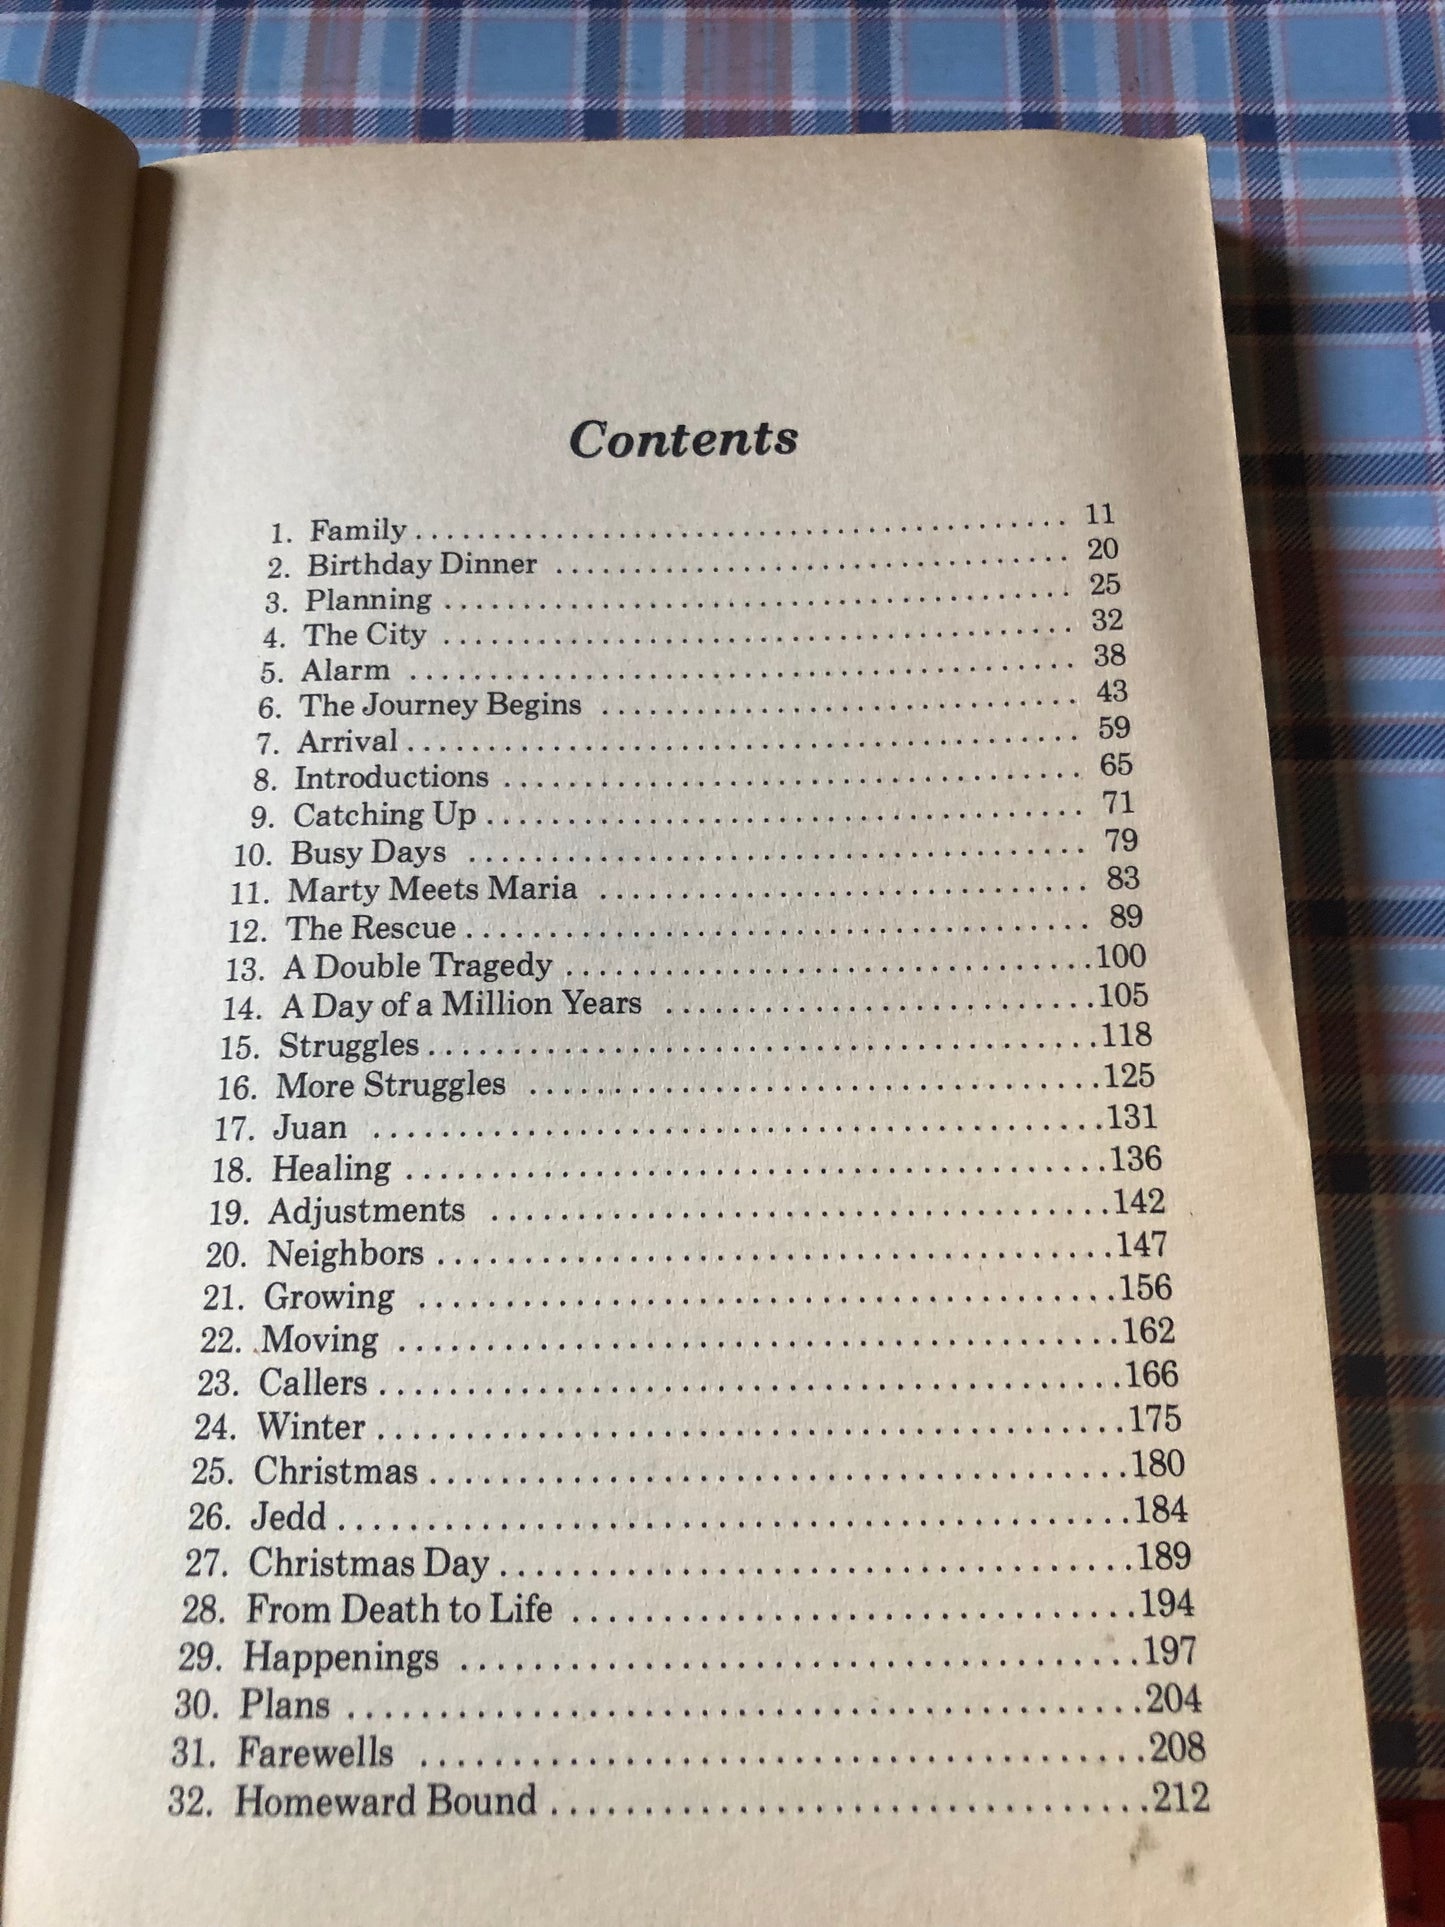 Contents
1. Family 11
2. Birthday Dinner 20
3. Planning 25
4. The City 32
5. Alarm 38
6. The Journey Begins 43
7. Arrival 59
8. Introductions 65
9. Catching Up 71
10. Busy Days 79
11. Marty Meets Maria 83
12. The Rescue 89
13. A Double Tragedy 100
14. A Day of a Million Years 105
15. Struggles 118
16. More Struggles 125
17. Juan 131
18. Healing 136
19. Adjustments 142
20. Neighbors 147
21. Growing 156
22. Moving 162
23. Callers 166
24. Winter 175
25. Christmas 180
26. Jedd 184
27. Christmas Day 189
28. From Death to Life 194
29. Happenings 197
30. Plans 204
31. Farewells 208
32. Homeward Bound 212